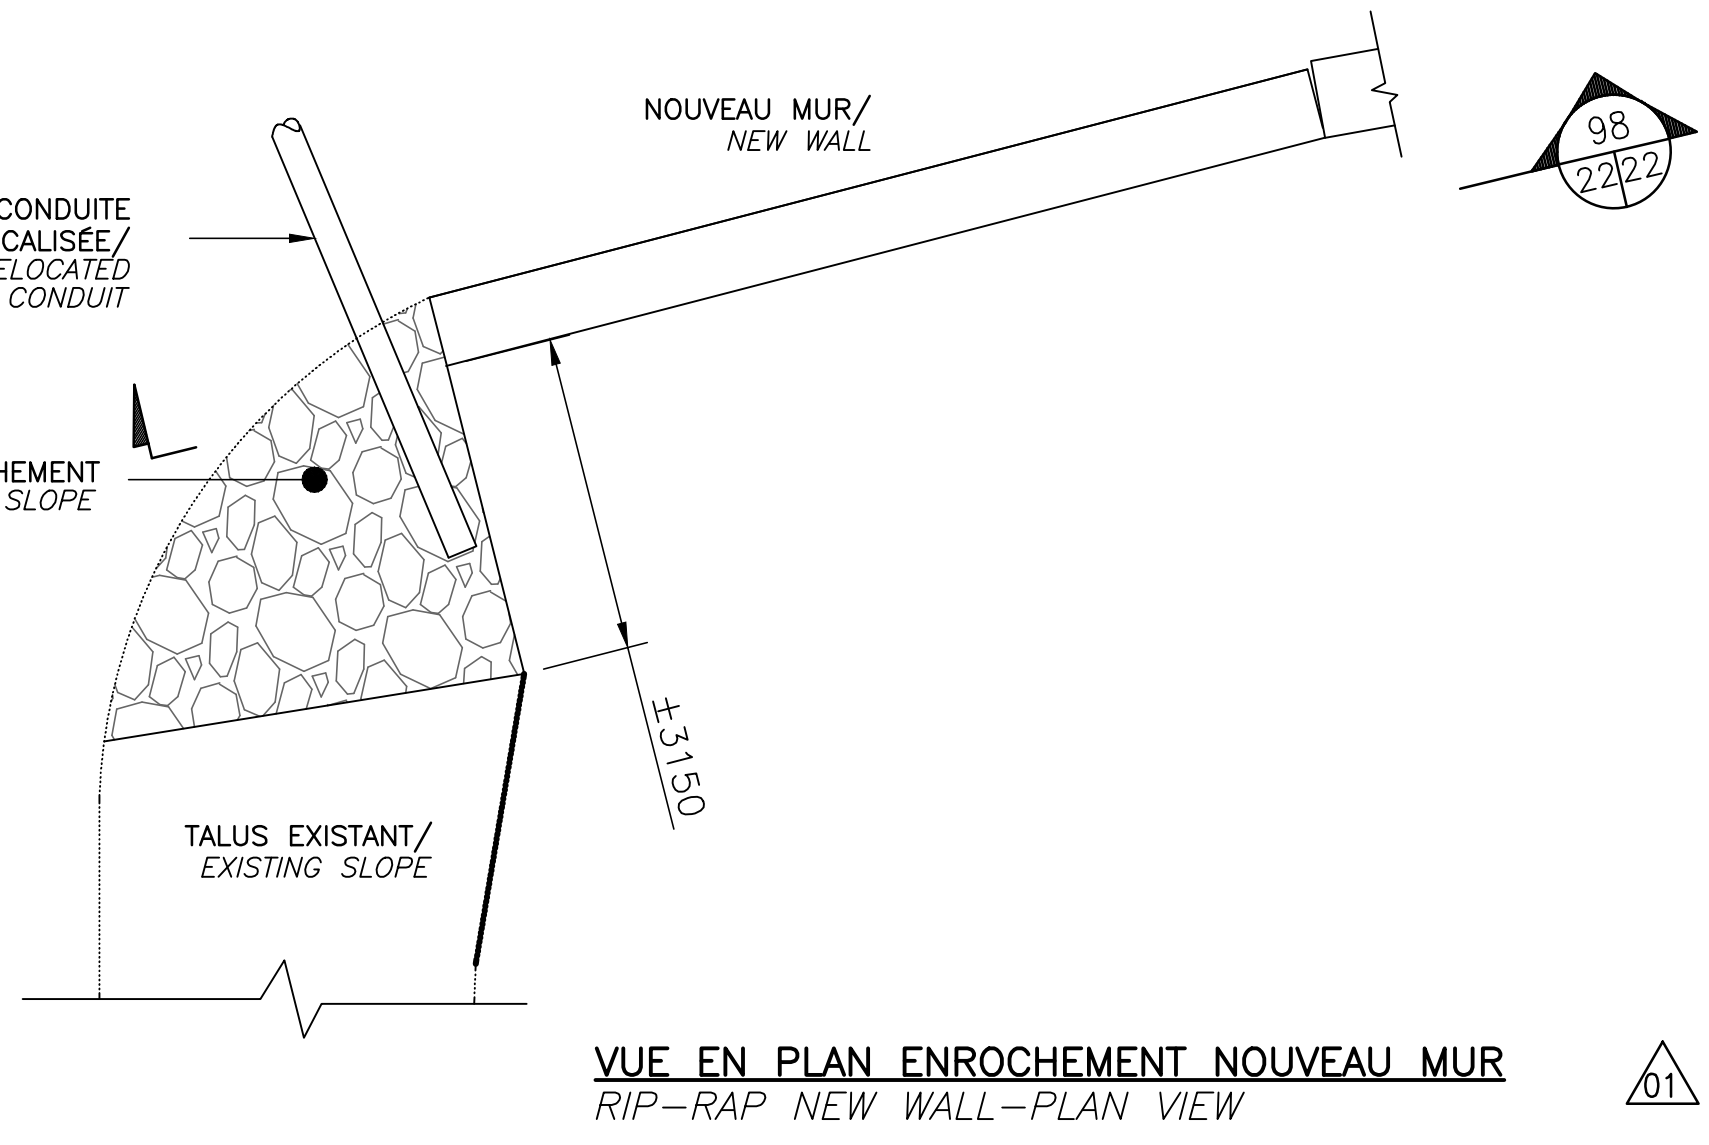 NOUVEAU MUR/
NEW WALL
98
22 22
CONDUITE
CALISÉE/
ELOCATED
CONDUIT
HEMENT
SLOPE
±3150
TALUS EXISTANT/
EXISTING SLOPE
VUE EN PLAN ENROCHEMENT NOUVEAU MUR
RIP-RAP NEW WALL-PLAN VIEW
01